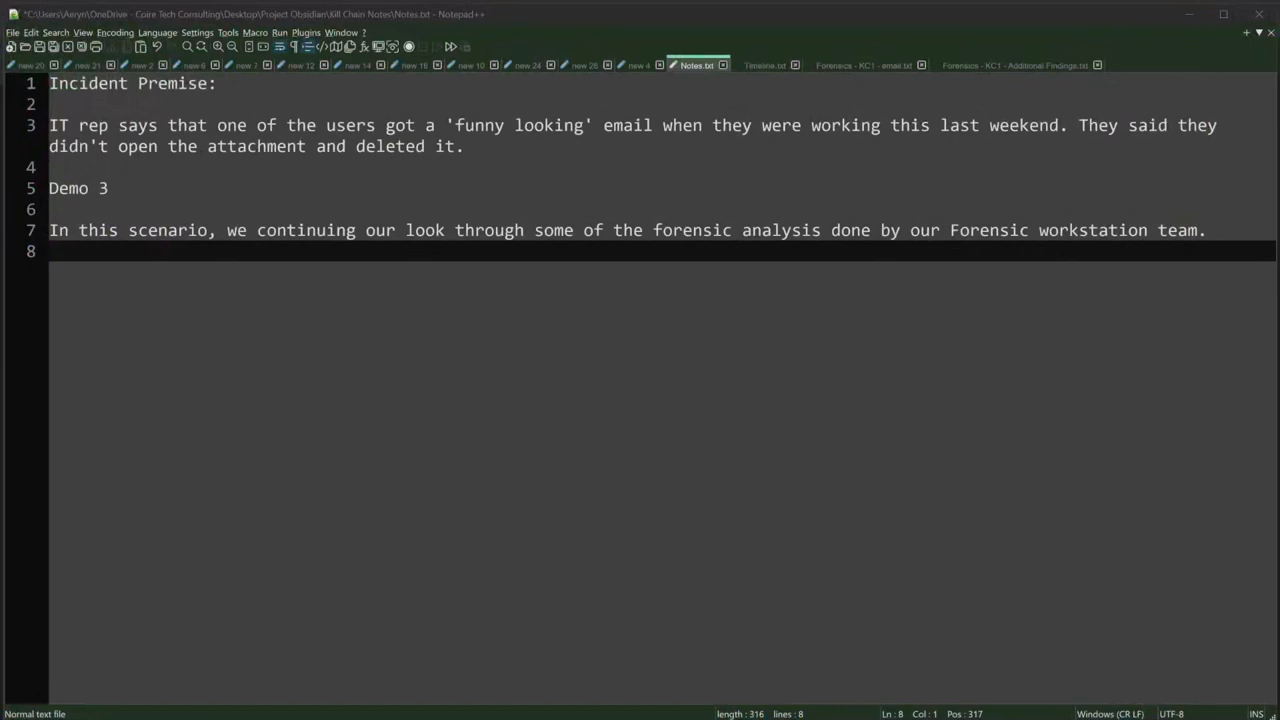 *C:\Users\Aeryn\OneDrive - Coire Tech Consulting\Desktop\Project Obsidian\Kill Chain Notes\Notes.txt - Notepad++
File Edit Search View Encoding Language Settings Tools Macro Run Plugins Window ?
new 20 new 21 new 2 new 6 new 7 new 12 new 14 new 18 new 10 new 24 new 26 new 4 Notes.txt Timeline.txt Forensics - KC1 - email.txt Forensics - KC1 - Additional Findings.txt
1 Incident Premise:
2
3 IT rep says that one of the users got a 'funny looking' email when they were working this last weekend. They said they
didn't open the attachment and deleted it.
4
5 Demo 3
6
7 In this scenario, we continuing our look through some of the forensic analysis done by our Forensic workstation team.
8
Normal text file length : 316 lines : 8 Ln : 8 Col : 1 Pos : 317 Windows (CR LF) UTF-8 INS